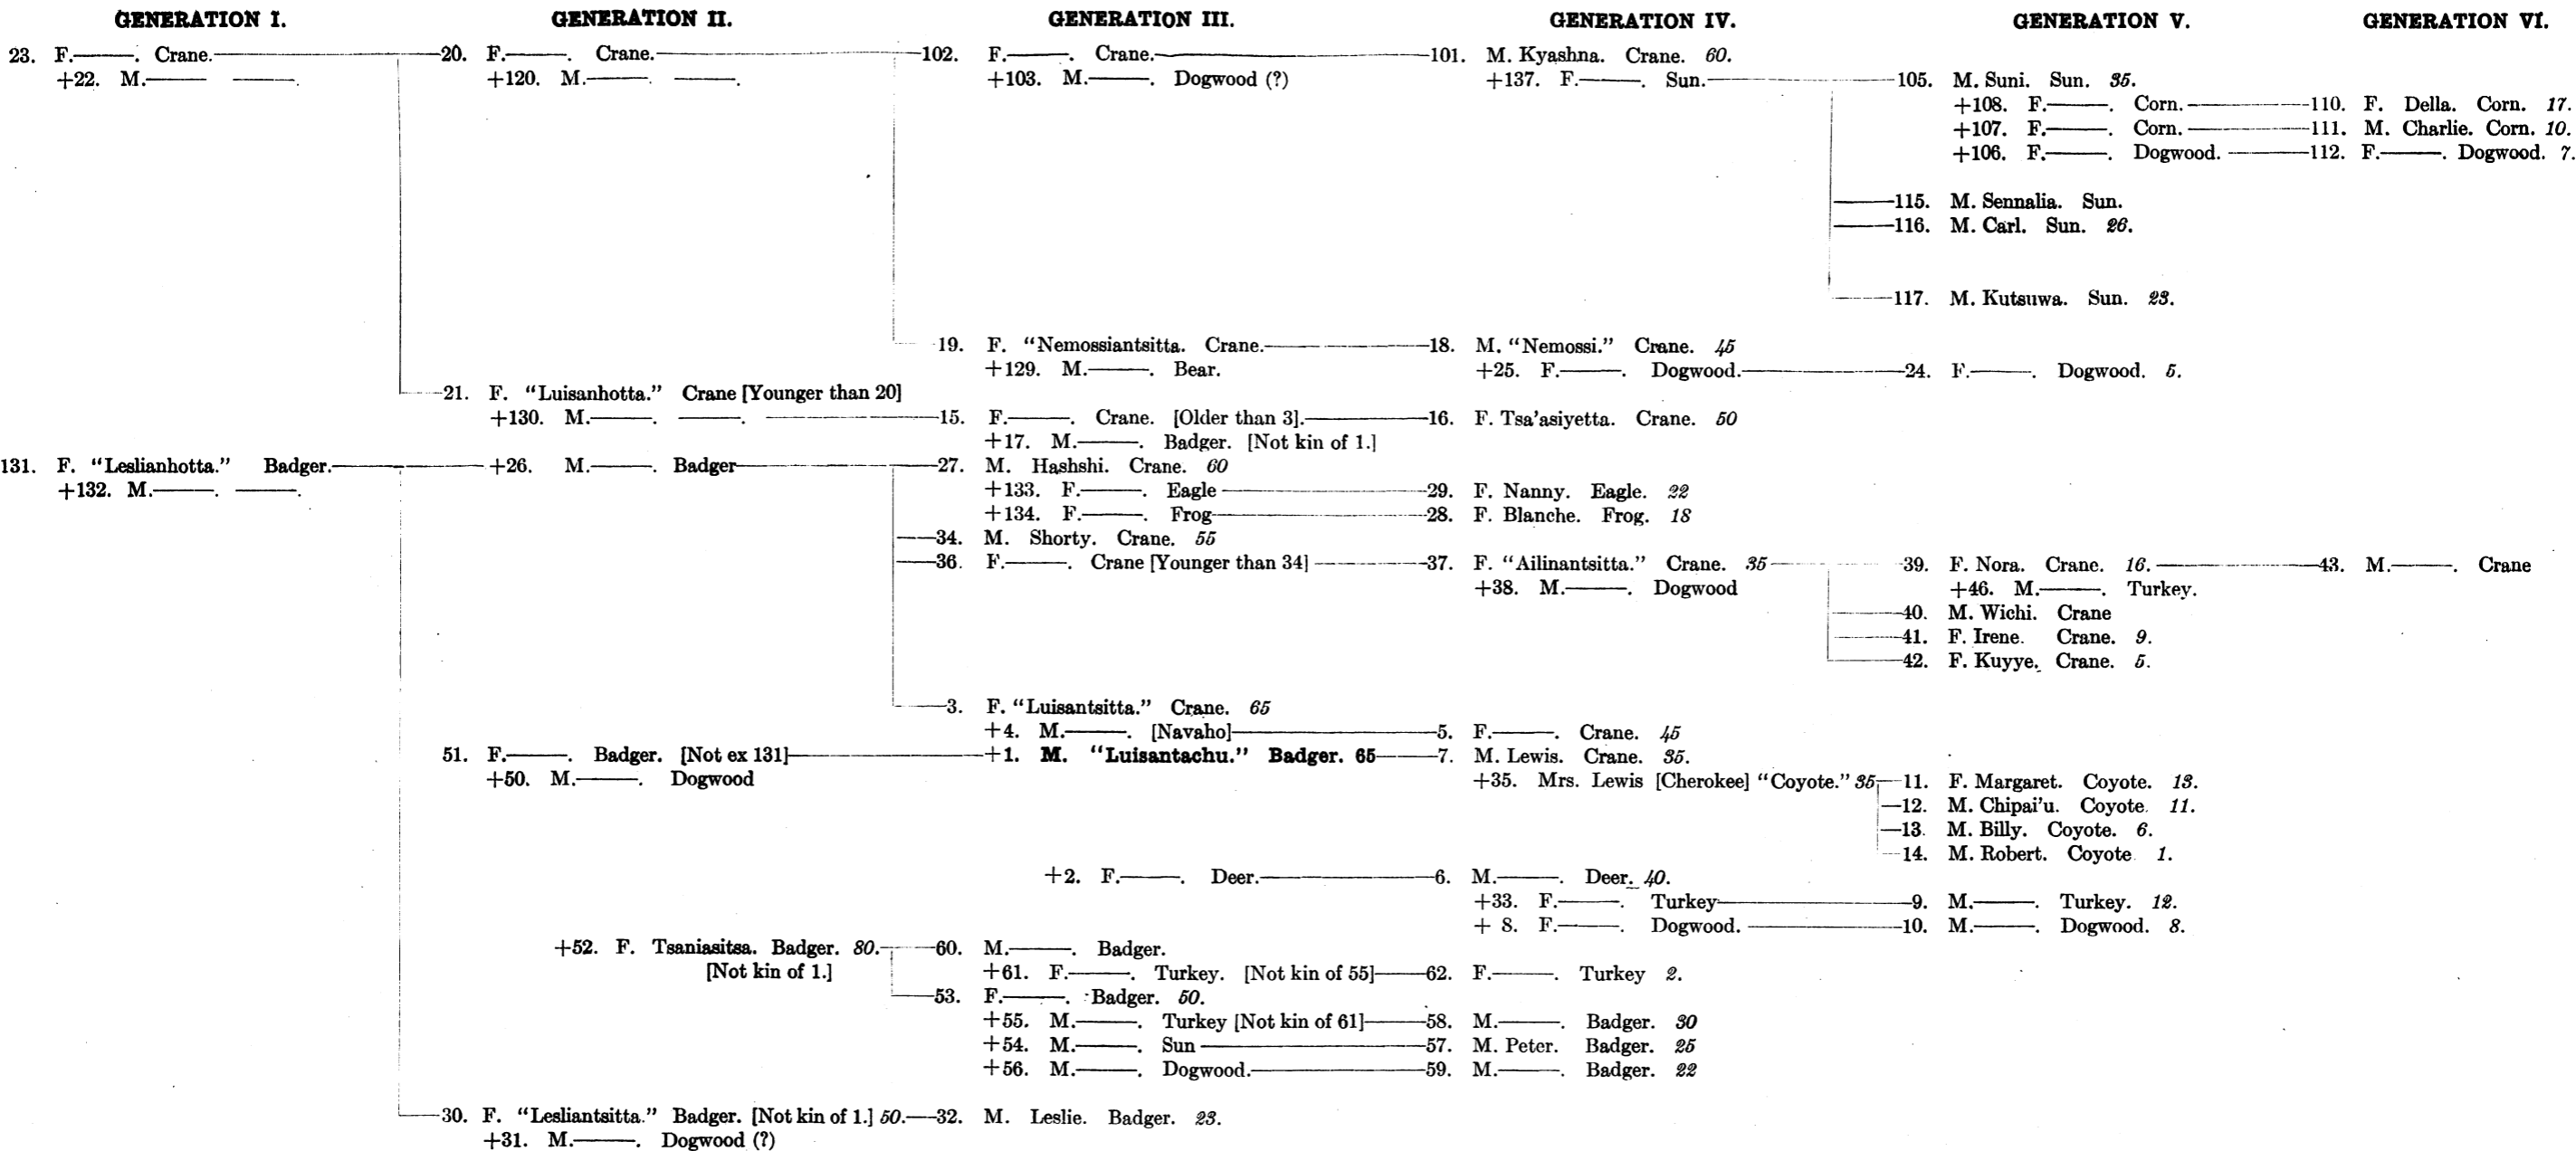 GENERATION I. GENERATION II. GENERATION III. GENERATION IV. GENERATION V. GENERATION VI.
23. F.———. Crane. 20. F.———. Crane. 102. F.———. Crane. 101. M. Kyashna. Crane. 60.
+22. M.——— ———. +120. M.———. ———. +103. M.———. Dogwood (?) +137. F.———. Sun. 105. M. Suni. Sun. 35.
+108. F.———. Corn. 110. F. Della. Corn. 17.
+107. F.———. Corn. 111. M. Charlie. Corn. 10.
+106. F.———. Dogwood. 112. F.———. Dogwood. 7.
115. M. Sennalia. Sun.
116. M. Carl. Sun. 26.
117. M. Kutsuwa. Sun. 23.
19. F. "Nemossiantsitta. Crane. 18. M. "Nemossi." Crane. 45
+129. M.———. Bear. +25. F.———. Dogwood. 24. F.———. Dogwood. 5.
21. F. "Luisanhotta." Crane [Younger than 20]
+130. M.———. ———. 15. F.———. Crane. [Older than 3]. 16. F. Tsa'asiyetta. Crane. 50
+17. M.———. Badger. [Not kin of 1.]
131. F. "Leslianhotta." Badger. +26. M.———. Badger 27. M. Hashshi. Crane. 60
+132. M.———. ———. +133. F.———. Eagle 29. F. Nanny. Eagle. 22
+134. F.———. Frog 28. F. Blanche. Frog. 18
34. M. Shorty. Crane. 55
36. F.———. Crane [Younger than 34] 37. F. "Ailinantsitta." Crane. 35 39. F. Nora. Crane. 16. 43. M.———. Crane
+38. M.———. Dogwood +46. M.———. Turkey.
40. M. Wichi. Crane
41. F. Irene. Crane. 9.
42. F. Kuyye. Crane. 5.
3. F. "Luisantsitta." Crane. 65
+4. M.———. [Navaho] 5. F.———. Crane. 45
51. F.———. Badger. [Not ex 131] +1. M. "Luisantachu." Badger. 65 7. M. Lewis. Crane. 35.
+50. M.———. Dogwood +35. Mrs. Lewis [Cherokee] "Coyote." 35 11. F. Margaret. Coyote. 13.
12. M. Chipai'u. Coyote. 11.
13. M. Billy. Coyote. 6.
14. M. Robert. Coyote 1.
+2. F.———. Deer. 6. M.———. Deer. 40.
+33. F.———. Turkey 9. M.———. Turkey. 12.
+ 8. F.———. Dogwood. 10. M.———. Dogwood. 8.
+52. F. Tsaniasitsa. Badger. 80. 60. M.———. Badger.
[Not kin of 1.] +61. F.———. Turkey. [Not kin of 55] 62. F.———. Turkey 2.
53. F.———. Badger. 50.
+55. M.———. Turkey [Not kin of 61] 58. M.———. Badger. 30
+54. M.———. Sun 57. M. Peter. Badger. 25
+56. M.———. Dogwood. 59. M.———. Badger. 22
30. F. "Lesliantsitta." Badger. [Not kin of 1.] 50. 32. M. Leslie. Badger. 23.
+31. M.———. Dogwood (?)